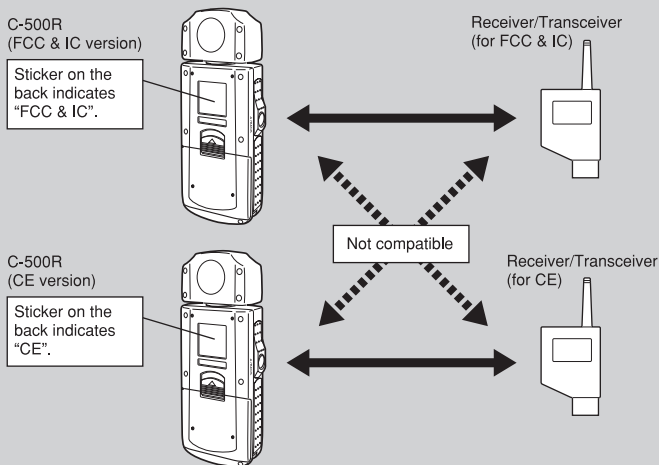 C-500R
(FCC & IC version)
Sticker on the
back indicates
“FCC & IC”.
Receiver/Transceiver
(for FCC & IC)
Not compatible
C-500R
(CE version)
Sticker on the
back indicates
“CE”.
Receiver/Transceiver
(for CE)